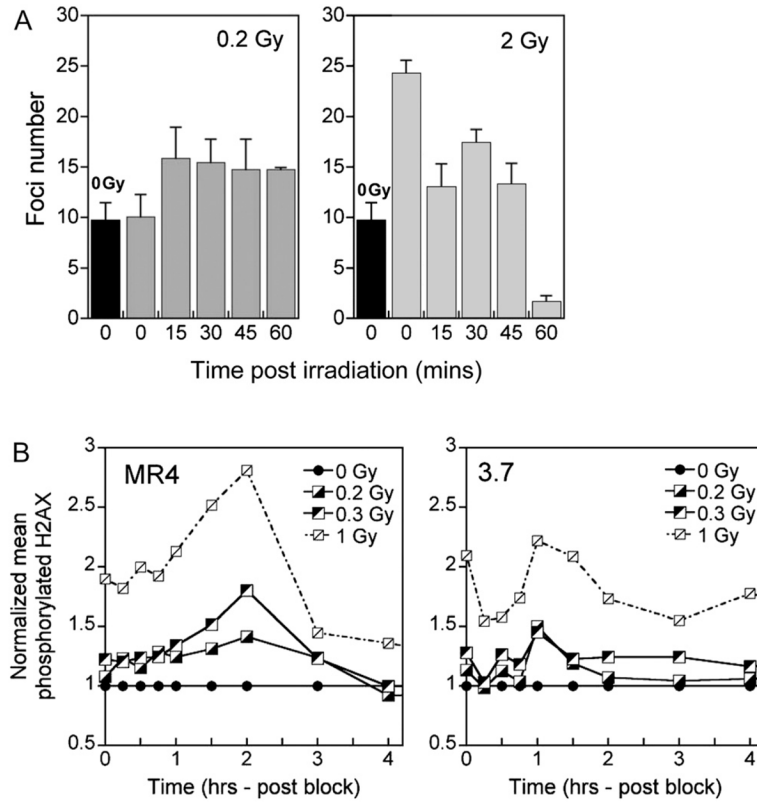 A
0.2 Gy
2 Gy
Foci number
30
25
20
15
10
5
0
0Gy
0 0 15 30 45 60
30
25
20
15
10
5
0
0Gy
0 0 15 30 45 60
Time post irradiation (mins)
B
Normalized mean
phosphorylated H2AX
3
2.5
2
1.5
1
0.5
MR4
0 Gy
0.2 Gy
0.3 Gy
1 Gy
0 1 2 3 4
Time (hrs - post block)
3
2.5
2
1.5
1
0.5
3.7
0 Gy
0.2 Gy
0.3 Gy
1 Gy
0 1 2 3 4
Time (hrs - post block)